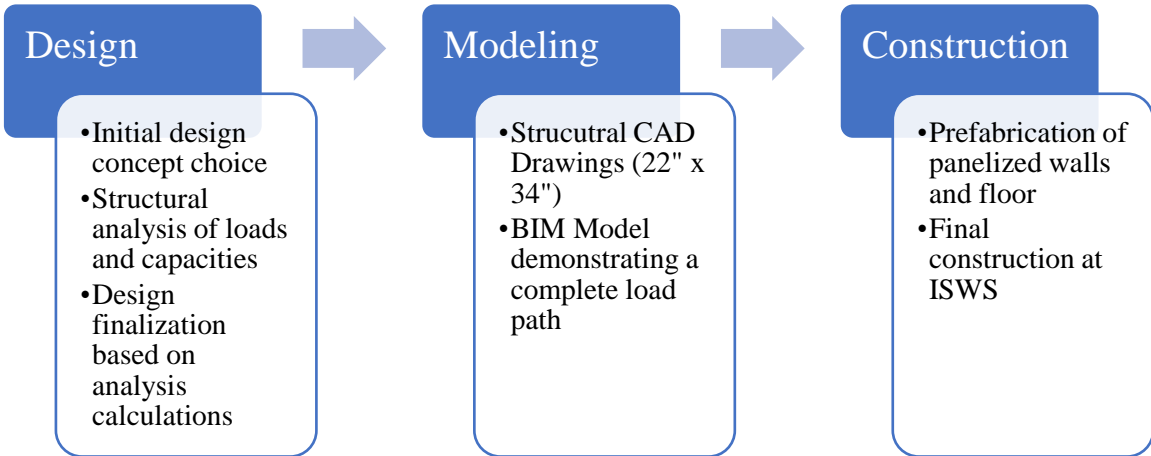 Design
•Initial design
concept choice
•Structural
analysis of loads
and capacities
•Design
finalization
based on
analysis
calculations
Modeling
•Strucutral CAD
Drawings (22" x
34")
•BIM Model
demonstrating a
complete load
path
Construction
•Prefabrication of
panelized walls
and floor
•Final
construction at
ISWS